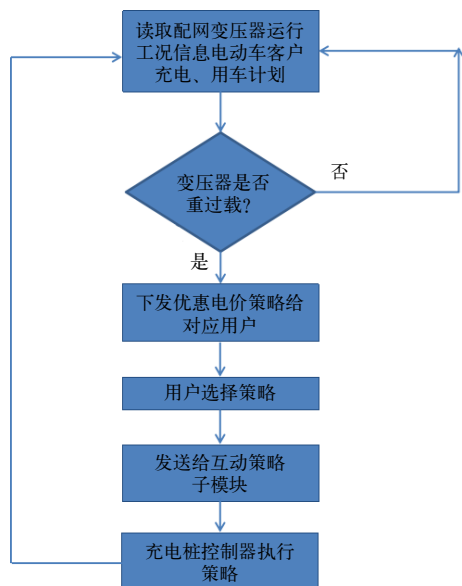 读取配网变压器运行
工况信息电动车客户
充电、用车计划
变压器是否
重过载?
否
是
下发优惠电价策略给
对应用户
用户选择策略
发送给互动策略
子模块
充电桩控制器执行
策略